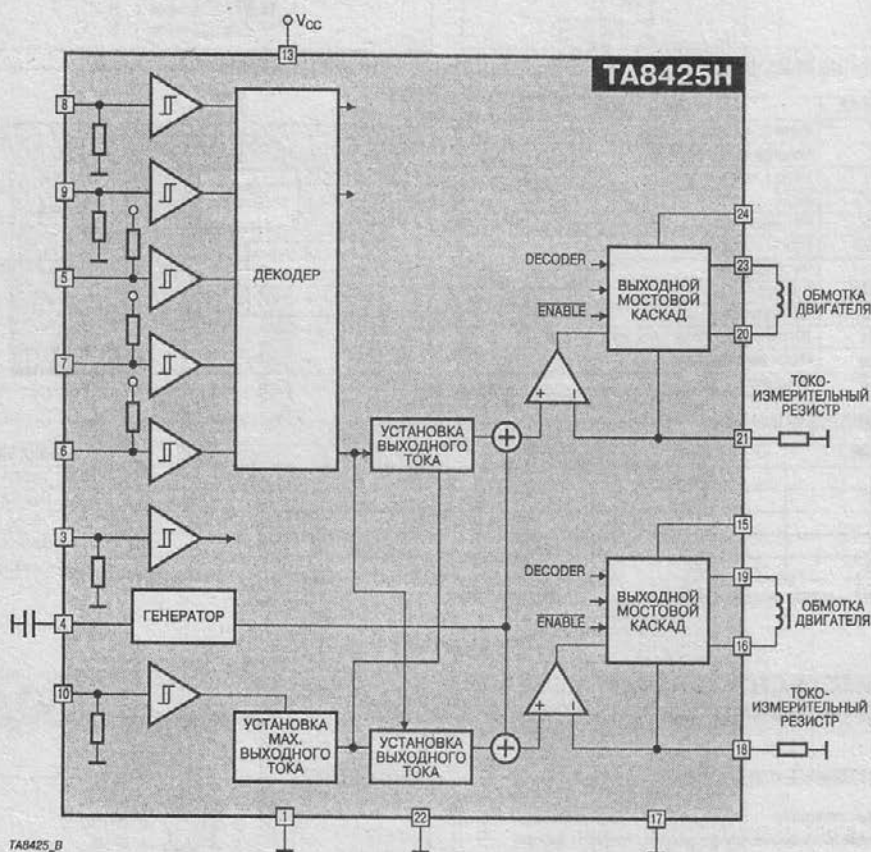 VCC
13
TA8425H
8
9
5
7
6
3
4
10
ДЕКОДЕР
ГЕНЕРАТОР
УСТАНОВКА
ВЫХОДНОГО
ТОКА
УСТАНОВКА
MAX.
ВЫХОДНОГО
ТОКА
УСТАНОВКА
ВЫХОДНОГО
ТОКА
+
+
DECODER
ENABLE
ВЫХОДНОЙ
МОСТОВОЙ
КАСКАД
+ −
24
23
20
21
ОБМОТКА
ДВИГАТЕЛЯ
ТОКО-
ИЗМЕРИТЕЛЬНЫЙ
РЕЗИСТР
DECODER
ENABLE
ВЫХОДНОЙ
МОСТОВОЙ
КАСКАД
+ −
15
19
16
18
ОБМОТКА
ДВИГАТЕЛЯ
ТОКО-
ИЗМЕРИТЕЛЬНЫЙ
РЕЗИСТР
1
22
17
TA8425_B